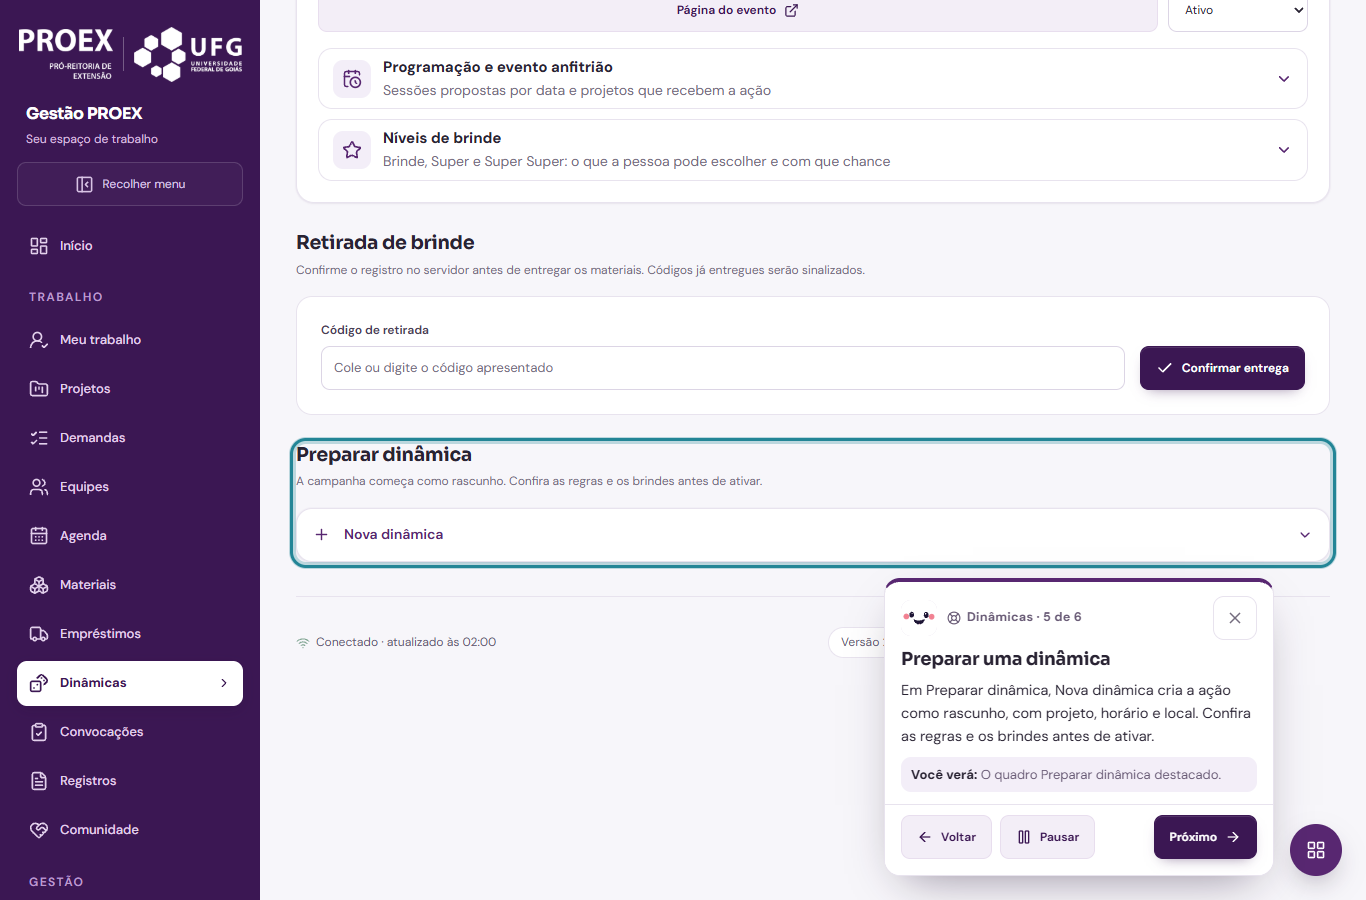 PROEX
PRÓ-REITORIA DE
EXTENSÃO
UFG
UNIVERSIDADE
FEDERAL DE GOIÁS
Gestão PROEX
Seu espaço de trabalho
Recolher menu
Início
TRABALHO
Meu trabalho
Projetos
Demandas
Equipes
Agenda
Materiais
Empréstimos
Dinâmicas
Convocações
Registros
Comunidade
GESTÃO
Página do evento
Ativo
Programação e evento anfitrião
Sessões propostas por data e projetos que recebem a ação
Níveis de brinde
Brinde, Super e Super Super: o que a pessoa pode escolher e com que chance
Retirada de brinde
Confirme o registro no servidor antes de entregar os materiais. Códigos já entregues serão sinalizados.
Código de retirada
Cole ou digite o código apresentado
Confirmar entrega
Preparar dinâmica
A campanha começa como rascunho. Confira as regras e os brindes antes de ativar.
Nova dinâmica
Conectado · atualizado às 02:00
Versão
Dinâmicas · 5 de 6
Preparar uma dinâmica
Em Preparar dinâmica, Nova dinâmica cria a ação
como rascunho, com projeto, horário e local. Confira
as regras e os brindes antes de ativar.
Você verá: O quadro Preparar dinâmica destacado.
Voltar
Pausar
Próximo